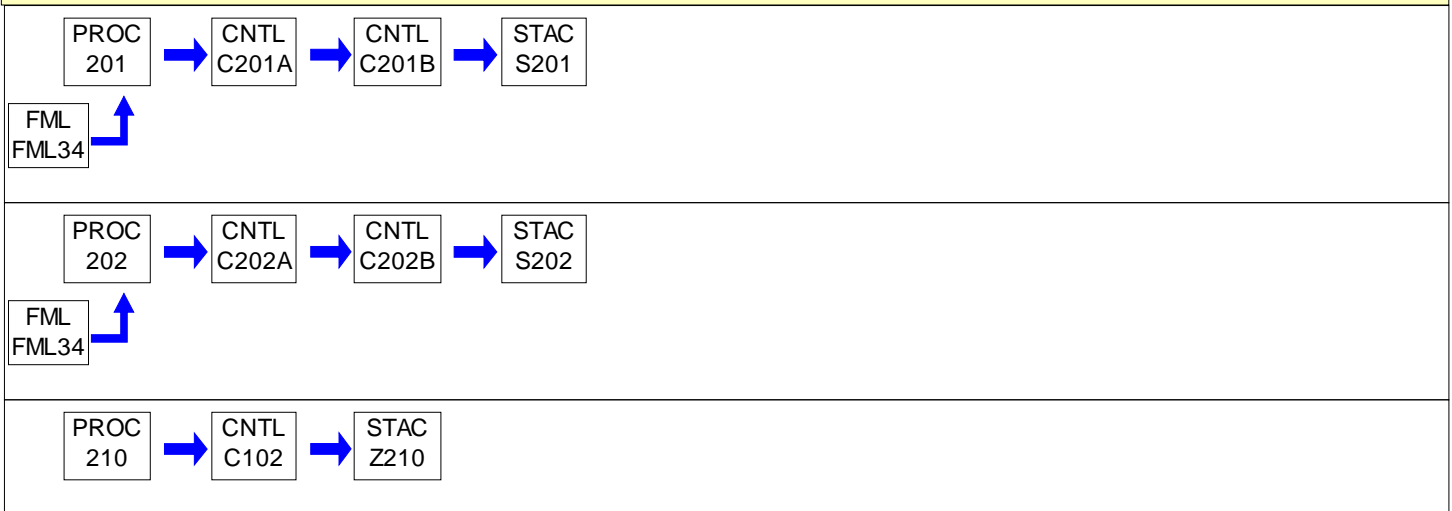 PROC
201
CNTL
C201A
CNTL
C201B
STAC
S201
FML
FML34
PROC
202
CNTL
C202A
CNTL
C202B
STAC
S202
FML
FML34
PROC
210
CNTL
C102
STAC
Z210